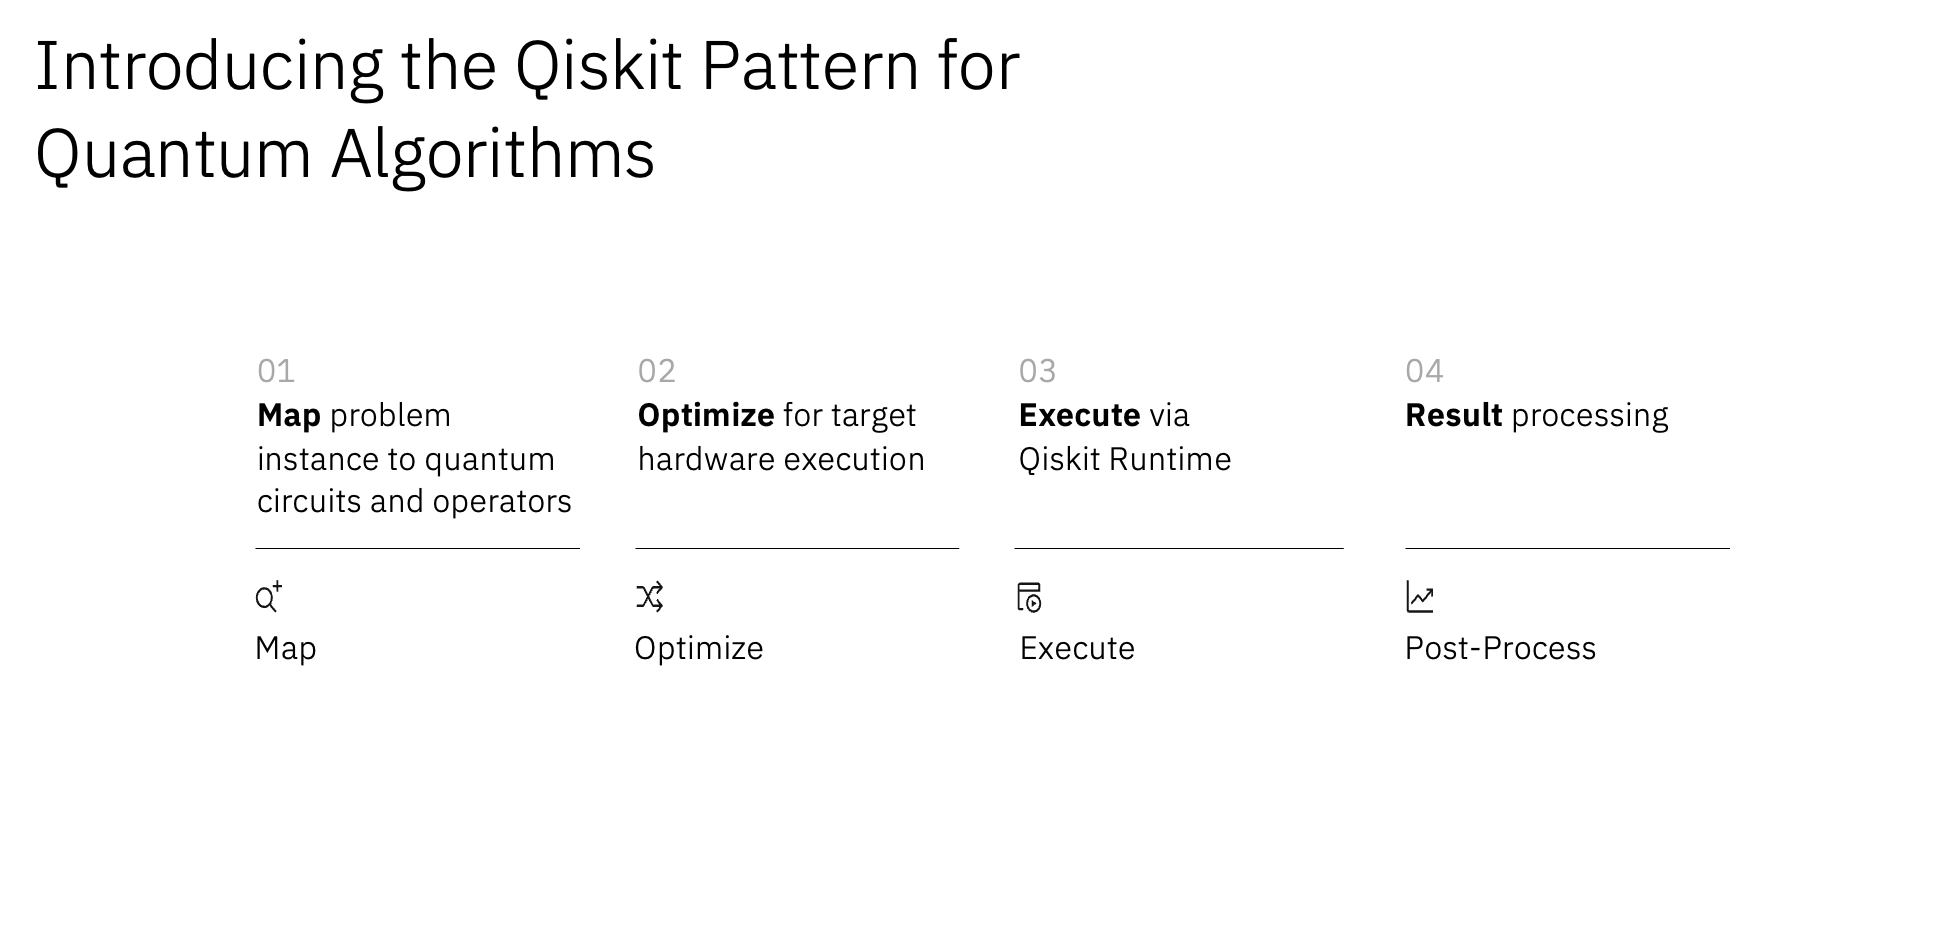 Introducing the Qiskit Pattern for
Quantum Algorithms
01
Map problem
instance to quantum
circuits and operators
Map
02
Optimize for target
hardware execution
Optimize
03
Execute via
Qiskit Runtime
Execute
04
Result processing
Post-Process